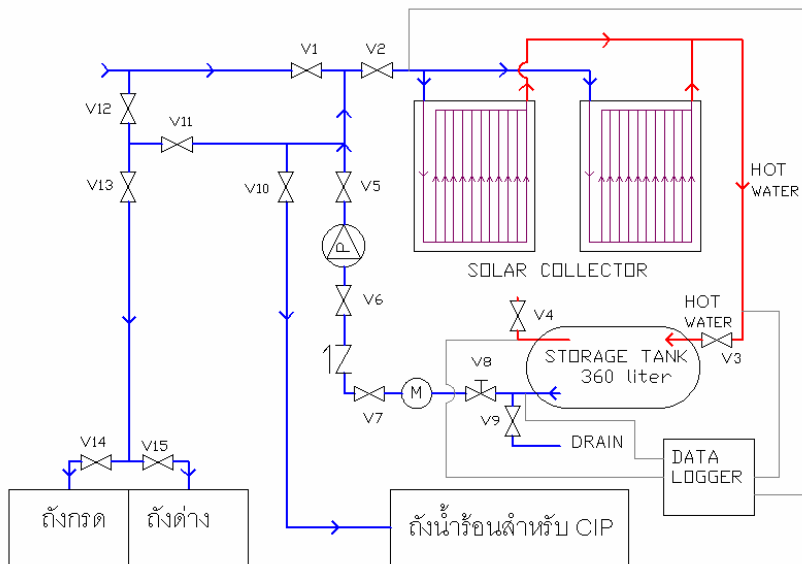 V1
V2
V12
V11
V13
V10
V5
P
HOT
WATER
SOLAR COLLECTOR
V6
V4
HOT
WATER
V3
STORAGE TANK
360 liter
V8
V7
M
V9
DRAIN
DATA
LOGGER
V14
V15
ถังกรด
ถังด่าง
ถังน้ำร้อนสำหรับ CIP